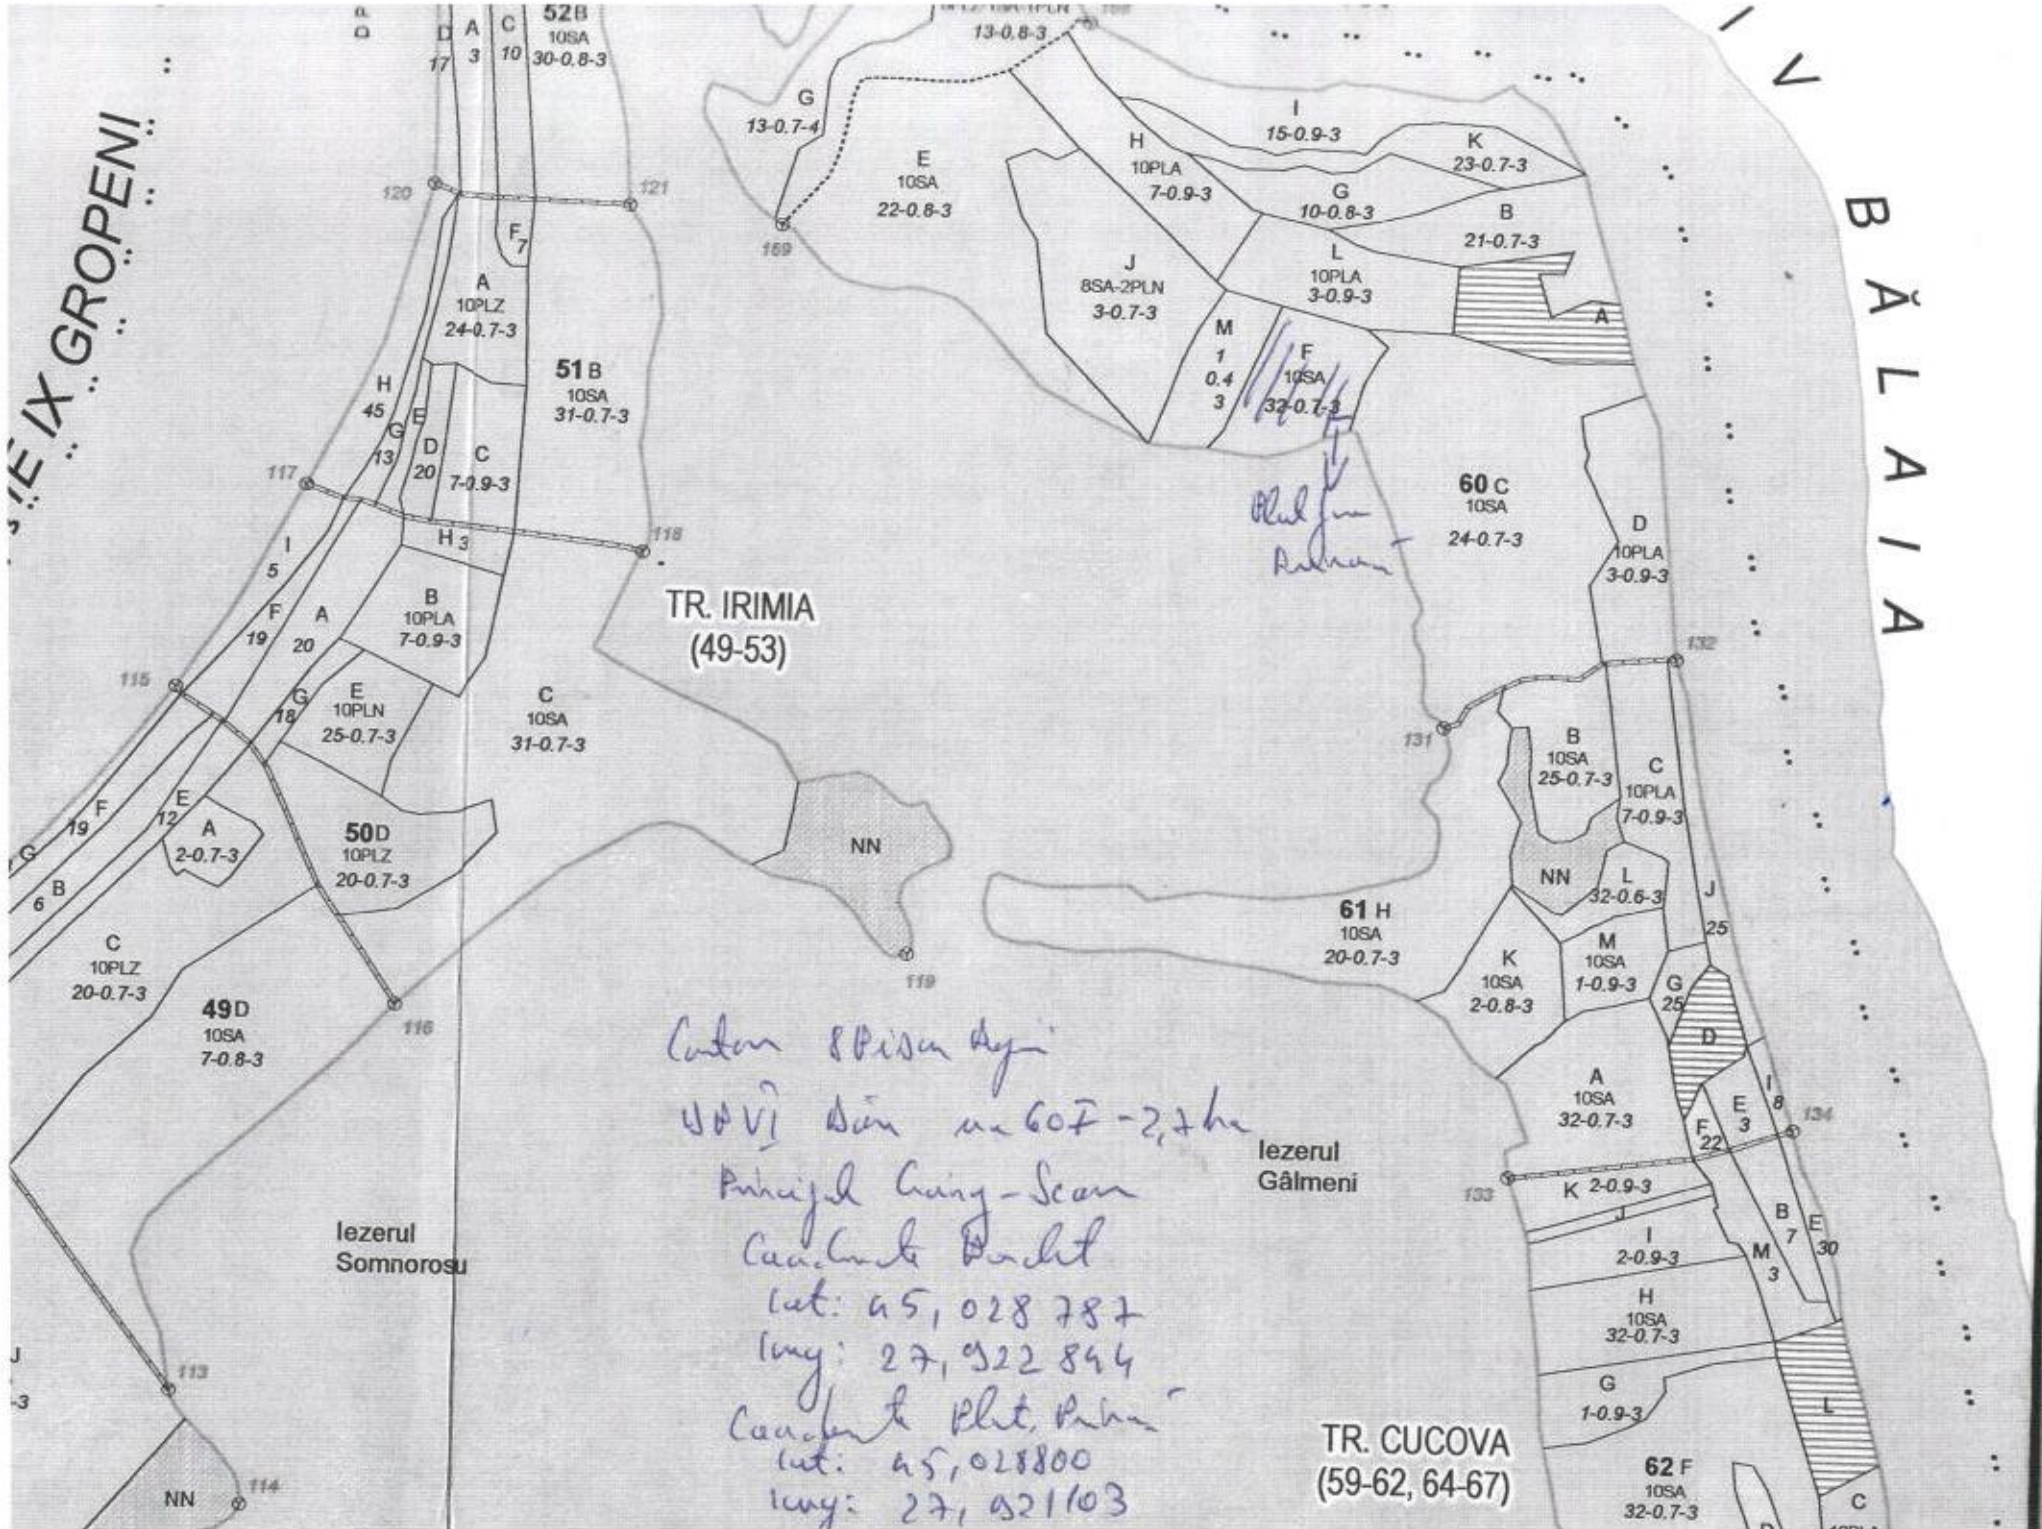 52B
10SA
30-0.8-3
D
17
A
3
C
10
13-0.8-3
G
13-0.7-4
E
10SA
22-0.8-3
H
10PLA
7-0.9-3
I
15-0.9-3
K
23-0.7-3
G
10-0.8-3
B
21-0.7-3
L
10PLA
3-0.9-3
A
J
8SA-2PLN
3-0.7-3
M
1
0.4
3
F
10SA
32-0.7-3
I V
B Ă L A I A
IX GROPENI
120
121
169
F
7
A
10PLZ
24-0.7-3
51 B
10SA
31-0.7-3
H
45
G
13
E
D
20
C
7-0.9-3
117
118
H 3
I
5
F
19
A
20
B
10PLA
7-0.9-3
TR. IRIMIA
(49-53)
60 C
10SA
24-0.7-3
D
10PLA
3-0.9-3
132
131
115
G
18
E
10PLN
25-0.7-3
C
10SA
31-0.7-3
B
10SA
25-0.7-3
C
10PLA
7-0.9-3
F
19
E
12
A
2-0.7-3
50D
10PLZ
20-0.7-3
NN
NN
L
32-0.6-3
J
25
G
B
6
C
10PLZ
20-0.7-3
49D
10SA
7-0.8-3
116
119
61 H
10SA
20-0.7-3
K
10SA
2-0.8-3
M
10SA
1-0.9-3
G
25
D
A
10SA
32-0.7-3
I
8
E
3
F
22
134
133
60F - 2,7 ha
Iezerul
Gâlmeni
Iezerul
Somnorosu
K 2-0.9-3
J
I
2-0.9-3
B
7
E
30
M
3
H
10SA
32-0.7-3
lat: 45,028 787
long: 27,922 844
lat: 45,028800
long: 27,921103
G
1-0.9-3
L
TR. CUCOVA
(59-62, 64-67)
62 F
10SA
32-0.7-3
C
J
-3
113
114
NN